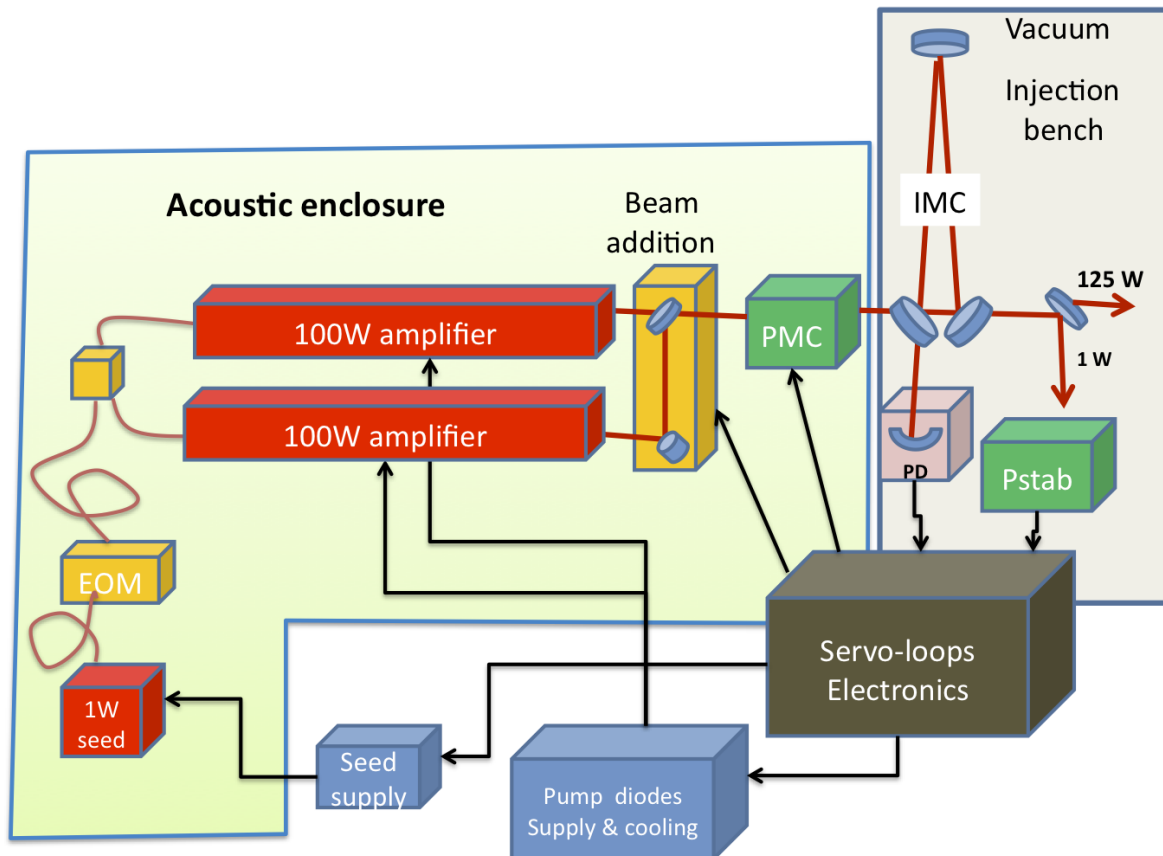 Vacuum
Injection
bench
Acoustic enclosure
Beam
addition
IMC
125 W
100W amplifier
PMC
1 W
100W amplifier
PD
Pstab
EOM
Servo-loops
Electronics
1W
seed
Seed
supply
Pump diodes
Supply & cooling